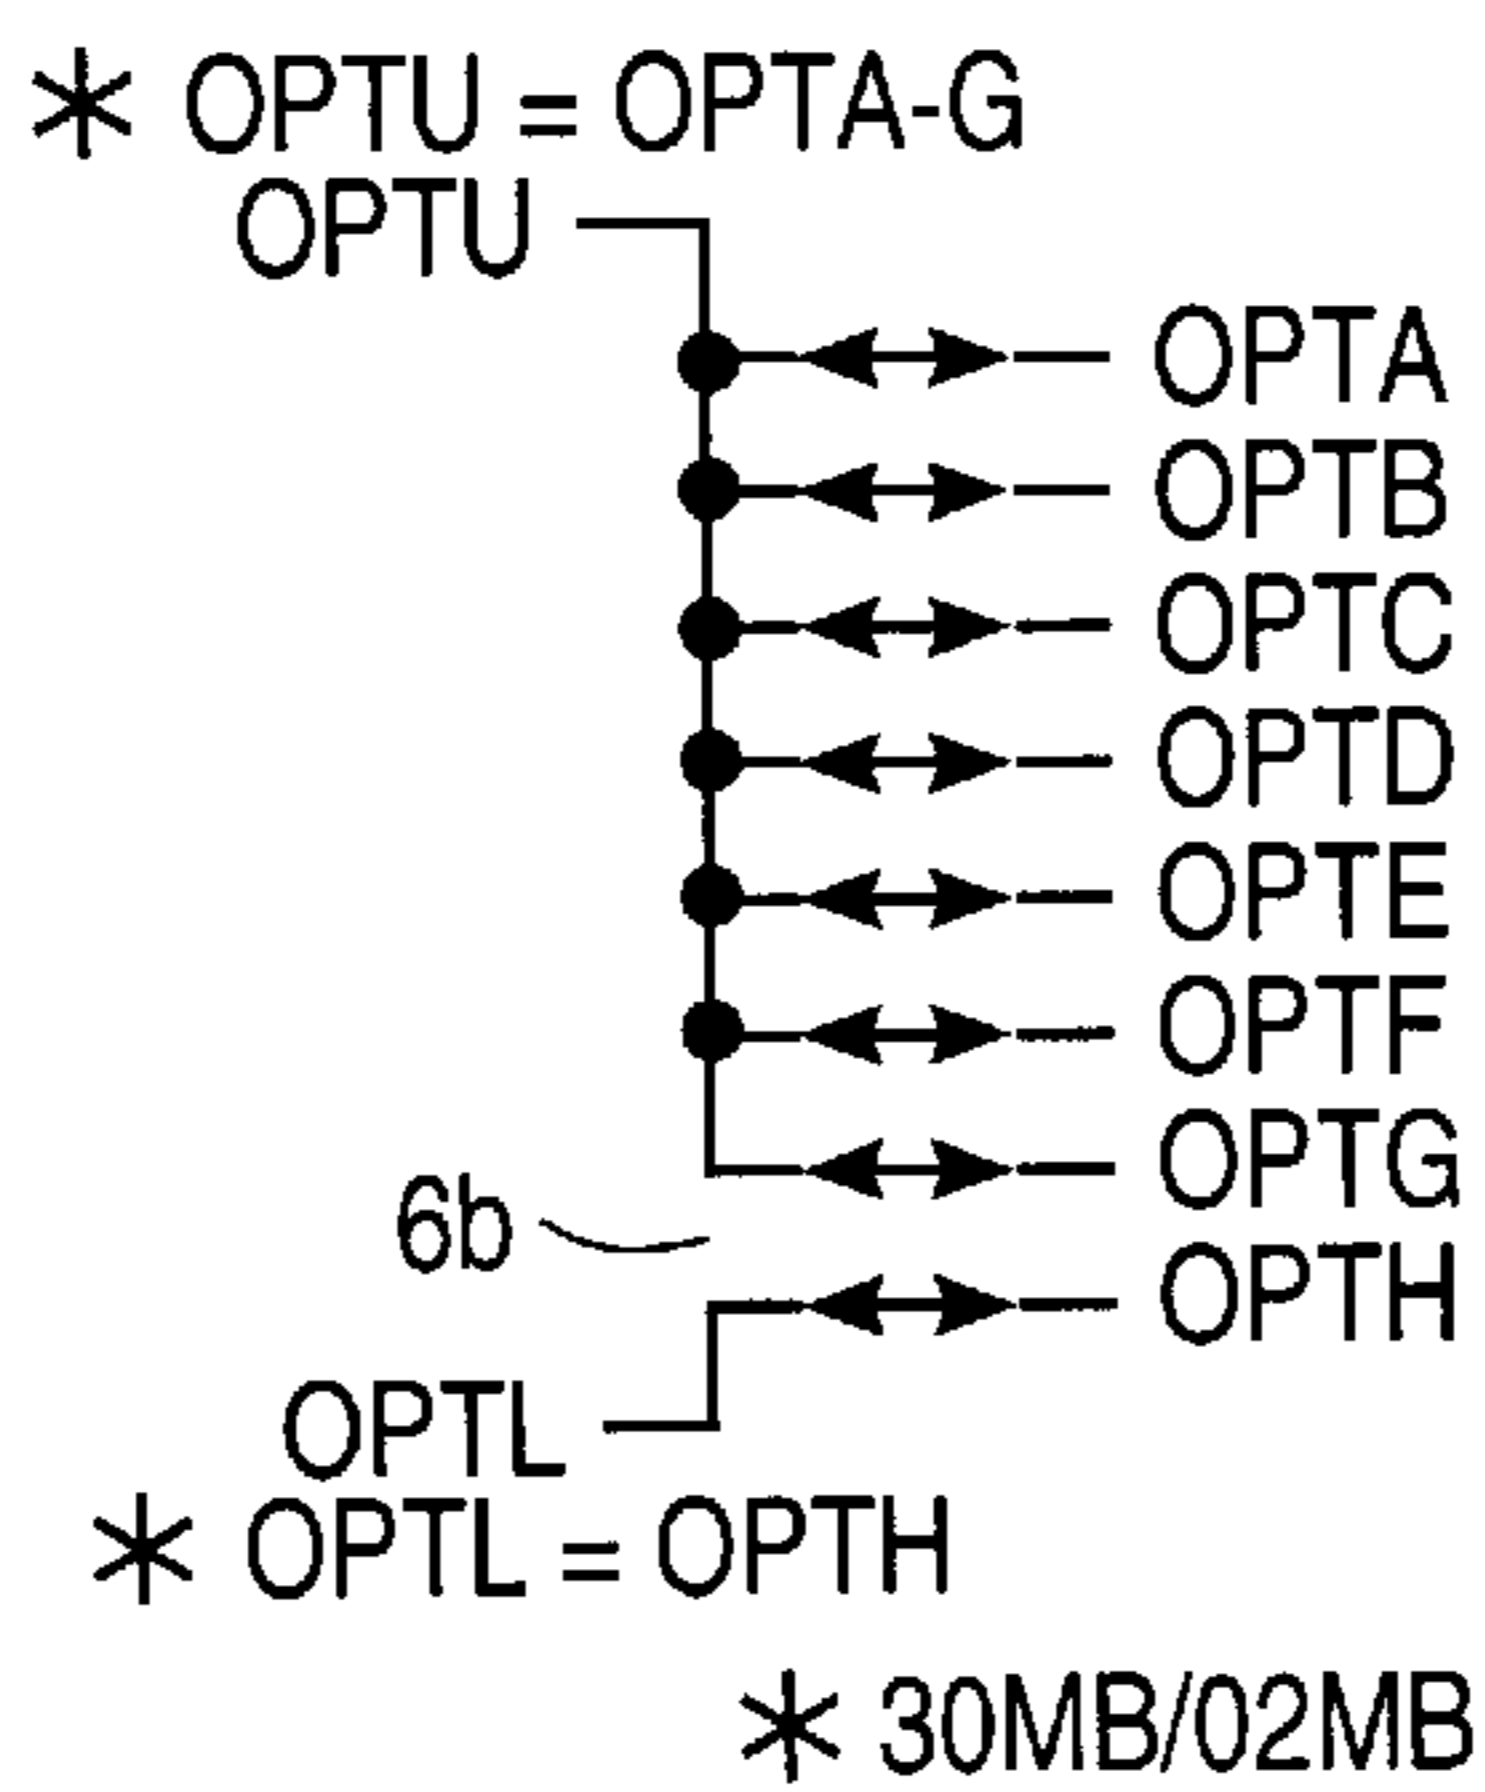 * OPTU = OPTA-G
OPTU
OPTA
OPTB
OPTC
OPTD
OPTE
OPTF
OPTG
6b
OPTH
OPTL
* OPTL = OPTH
* 30MB/02MB